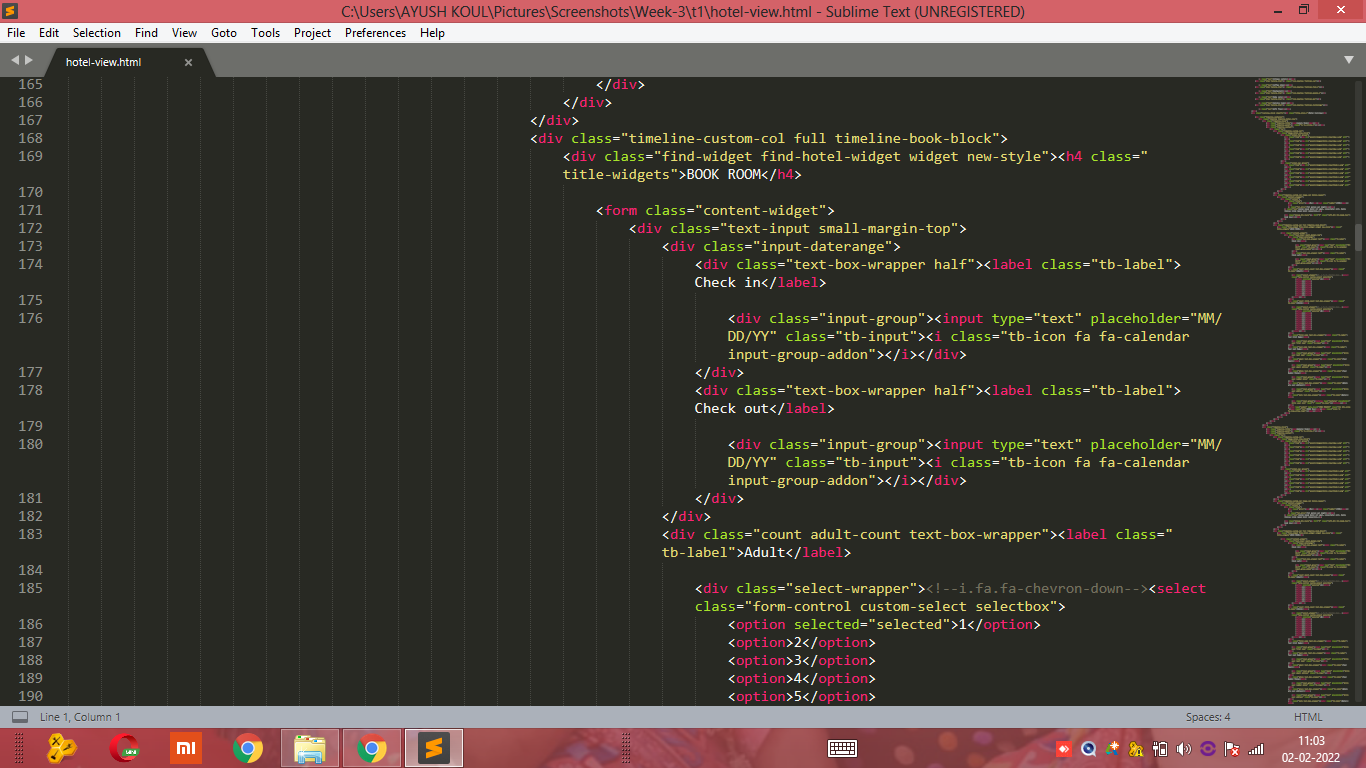 C:\Users\AYUSH KOUL\Pictures\Screenshots\Week-3\t1\hotel-view.html - Sublime Text (UNREGISTERED)
File Edit Selection Find View Goto Tools Project Preferences Help
hotel-view.html
165 </div>
166 </div>
167 </div>
168 <div class="timeline-custom-col full timeline-book-block">
169 <div class="find-widget find-hotel-widget widget new-style"><h4 class="
title-widgets">BOOK ROOM</h4>
170
171 <form class="content-widget">
172 <div class="text-input small-margin-top">
173 <div class="input-daterange">
174 <div class="text-box-wrapper half"><label class="tb-label">
Check in</label>
175
176 <div class="input-group"><input type="text" placeholder="MM/
DD/YY" class="tb-input"><i class="tb-icon fa fa-calendar
input-group-addon"></i></div>
177 </div>
178 <div class="text-box-wrapper half"><label class="tb-label">
Check out</label>
179
180 <div class="input-group"><input type="text" placeholder="MM/
DD/YY" class="tb-input"><i class="tb-icon fa fa-calendar
input-group-addon"></i></div>
181 </div>
182 </div>
183 <div class="count adult-count text-box-wrapper"><label class="
tb-label">Adult</label>
184
185 <div class="select-wrapper"><!--i.fa.fa-chevron-down--><select
class="form-control custom-select selectbox">
186 <option selected="selected">1</option>
187 <option>2</option>
188 <option>3</option>
189 <option>4</option>
190 <option>5</option>
Line 1, Column 1 Spaces: 4 HTML
mi 11:03
02-02-2022